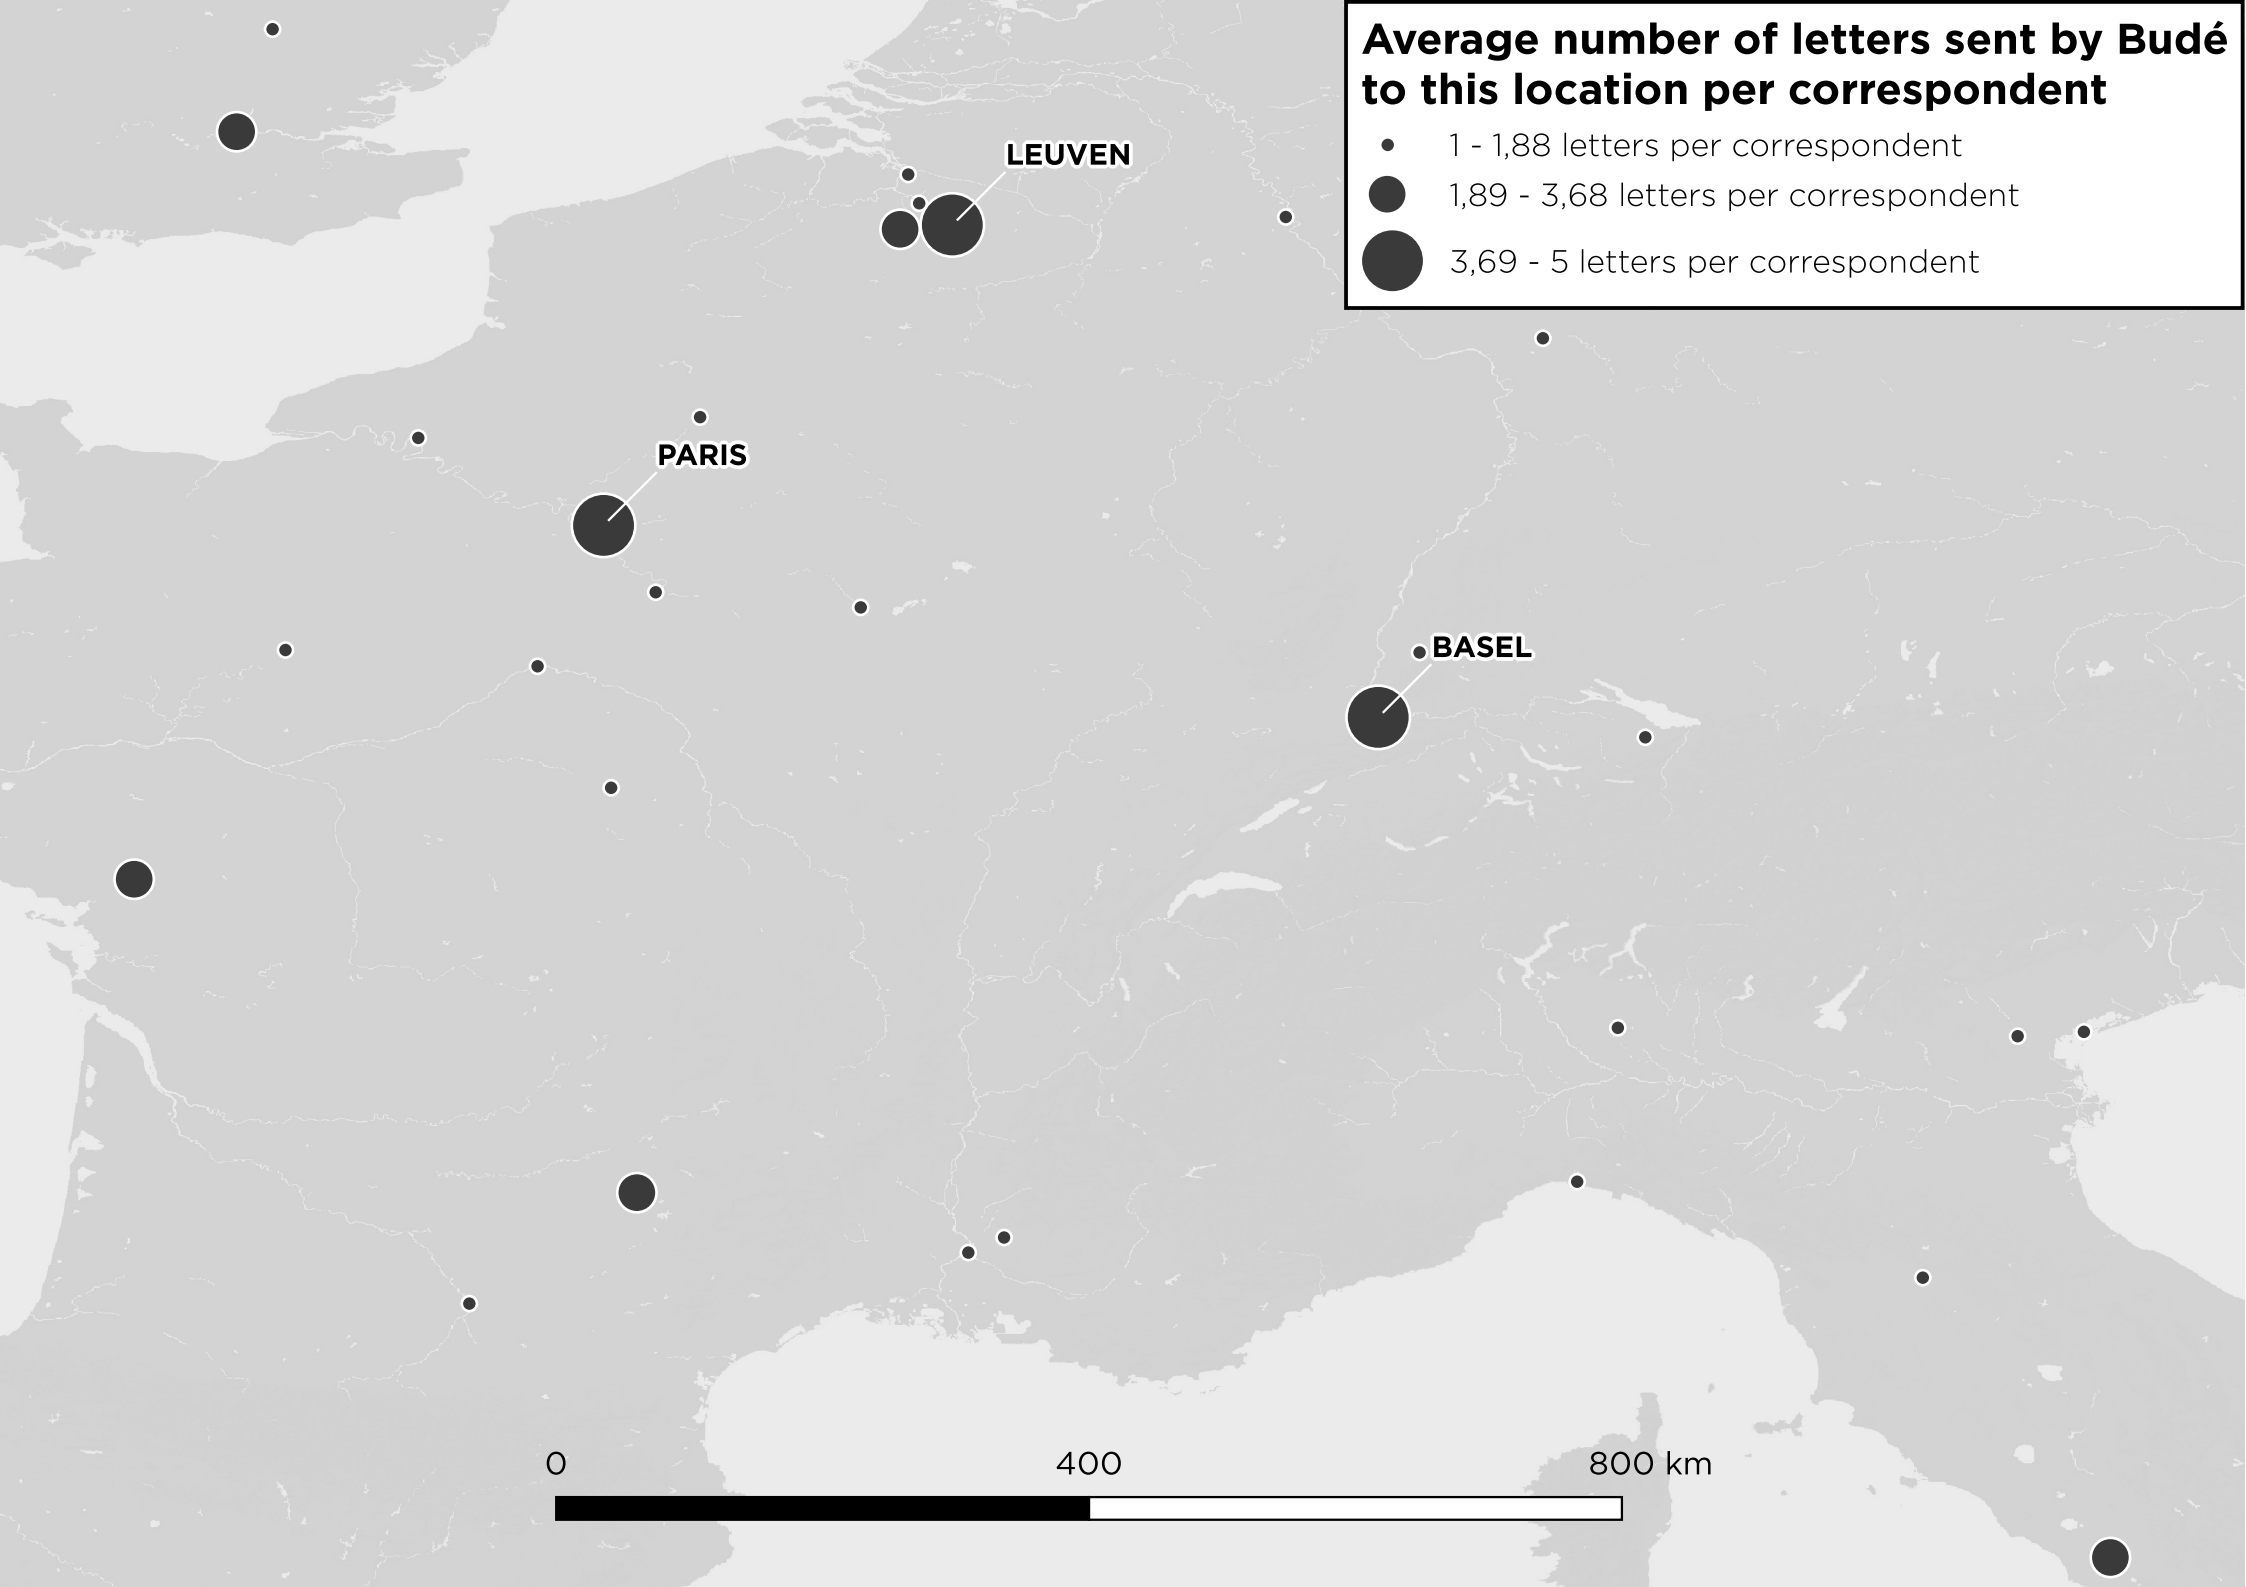 Average number of letters sent by Budé
to this location per correspondent
1 - 1,88 letters per correspondent
1,89 - 3,68 letters per correspondent
3,69 - 5 letters per correspondent
LEUVEN
PARIS
BASEL
0 400 800 km